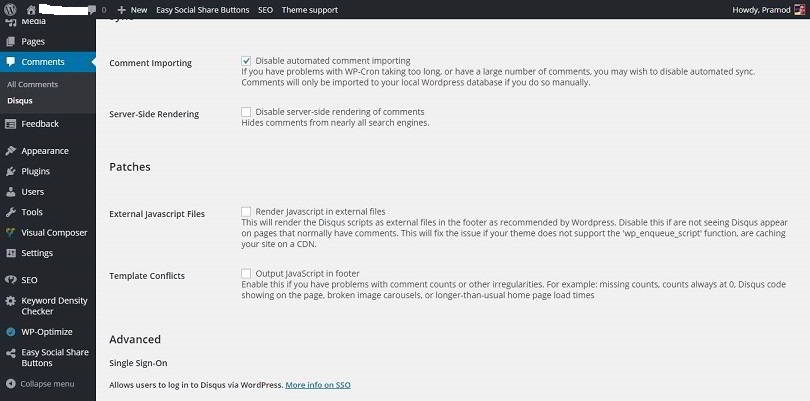 0
New
Easy Social Share Buttons
SEO
Theme support
Howdy, Pramod
Media
Pages
Comments
All Comments
Disqus
Feedback
Appearance
Plugins
Users
Tools
Visual Composer
Settings
SEO
Keyword Density
Checker
WP-Optimize
Easy Social Share
Buttons
Collapse menu
Sync
Comment Importing
Disable automated comment importing
If you have problems with WP-Cron taking too long, or have a large number of comments, you may wish to disable automated sync.
Comments will only be imported to your local Wordpress database if you do so manually.
Server-Side Rendering
Disable server-side rendering of comments
Hides comments from nearly all search engines.
Patches
External Javascript Files
Render Javascript in external files
This will render the Disqus scripts as external files in the footer as recommended by Wordpress. Disable this if are not seeing Disqus appear
on pages that normally have comments. This will fix the issue if your theme does not support the 'wp_enqueue_script' function, are caching
your site on a CDN.
Template Conflicts
Output JavaScript in footer
Enable this if you have problems with comment counts or other irregularities. For example: missing counts, counts always at 0, Disqus code
showing on the page, broken image carousels, or longer-than-usual home page load times
Advanced
Single Sign-On
Allows users to log in to Disqus via WordPress. More info on SSO